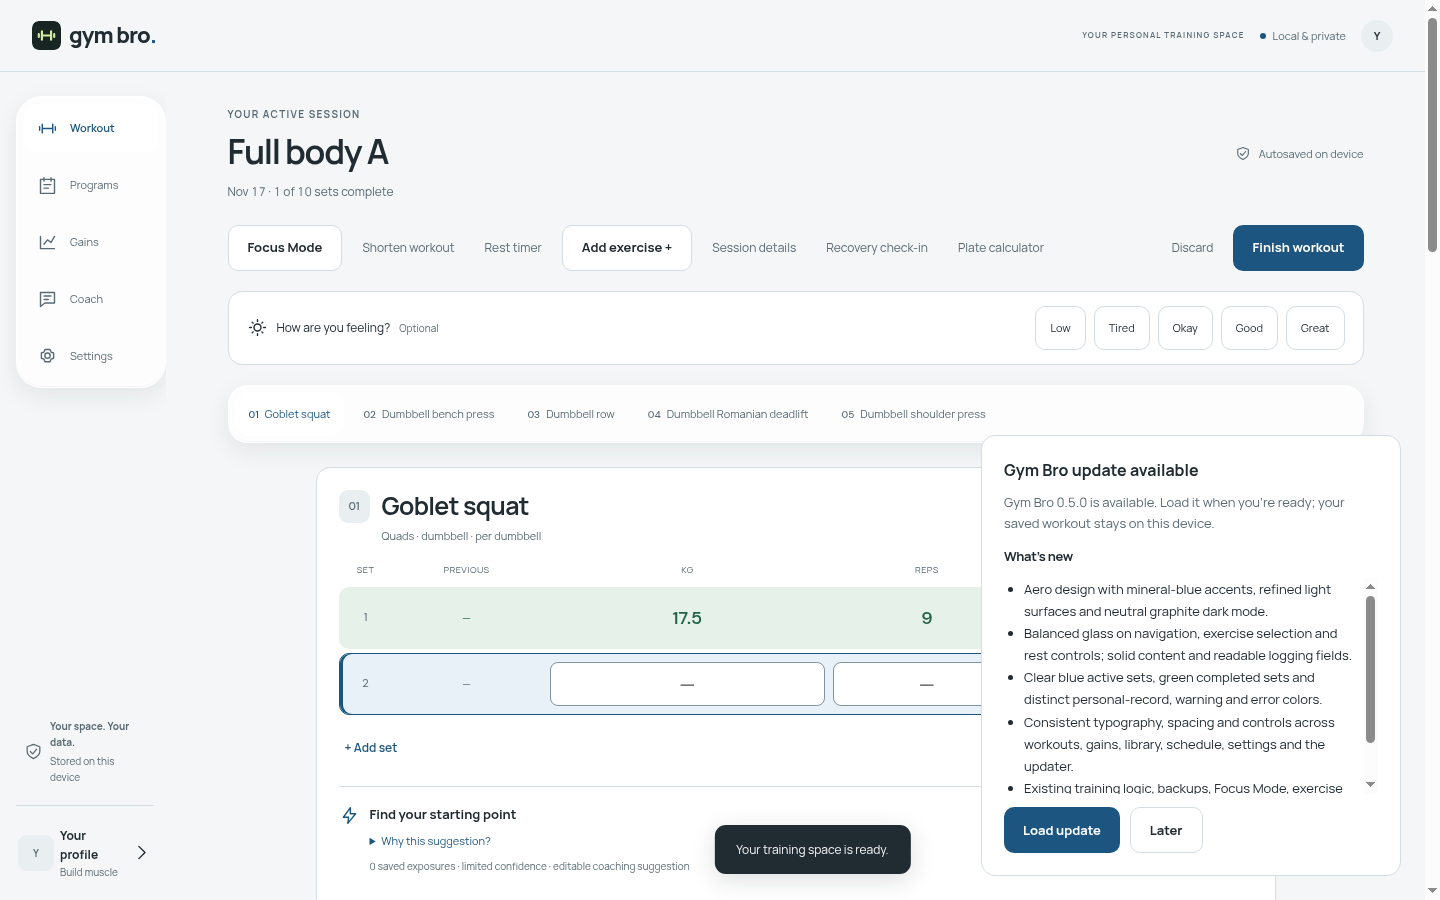 gym bro.
YOUR PERSONAL TRAINING SPACE
Local & private
Y
Workout
Programs
Gains
Coach
Settings
Your space. Your
data.
Stored on this
device
Y
Your
profile
Build muscle
YOUR ACTIVE SESSION
Full body A
Autosaved on device
Nov 17 · 1 of 10 sets complete
Focus Mode
Shorten workout
Rest timer
Add exercise +
Session details
Recovery check-in
Plate calculator
Discard
Finish workout
How are you feeling? Optional
Low
Tired
Okay
Good
Great
01 Goblet squat
02 Dumbbell bench press
03 Dumbbell row
04 Dumbbell Romanian deadlift
05 Dumbbell shoulder press
01
Goblet squat
Quads · dumbbell · per dumbbell
SET PREVIOUS KG REPS
1 – 17.5 9
2 – — —
+ Add set
Find your starting point
Why this suggestion?
0 saved exposures · limited confidence · editable coaching suggestion
Your training space is ready.
Gym Bro update available
Gym Bro 0.5.0 is available. Load it when you're ready; your
saved workout stays on this device.
What's new
Aero design with mineral-blue accents, refined light
surfaces and neutral graphite dark mode.
Balanced glass on navigation, exercise selection and
rest controls; solid content and readable logging fields.
Clear blue active sets, green completed sets and
distinct personal-record, warning and error colors.
Consistent typography, spacing and controls across
workouts, gains, library, schedule, settings and the
updater.
Existing training logic, backups, Focus Mode, exercise
Load update
Later